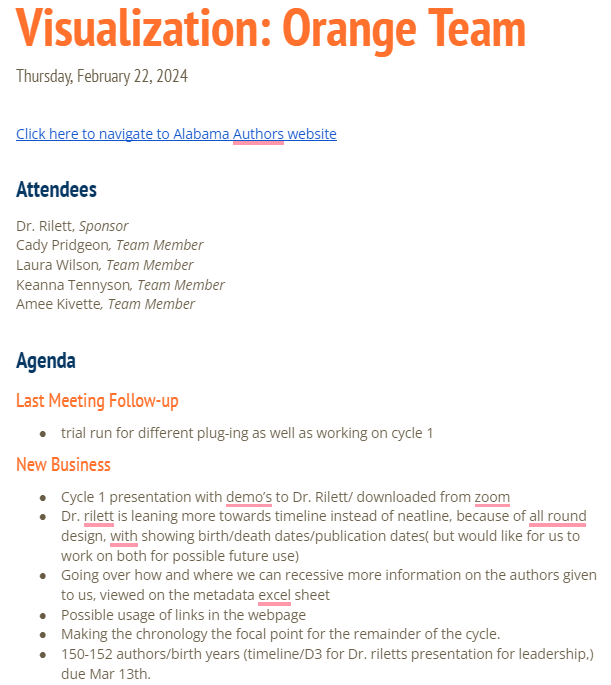 Visualization: Orange Team
Thursday, February 22, 2024
Click here to navigate to Alabama Authors website
Attendees
Dr. Rilett, Sponsor
Cady Pridgeon, Team Member
Laura Wilson, Team Member
Keanna Tennyson, Team Member
Amee Kivette, Team Member
Agenda
Last Meeting Follow-up
● trial run for different plug-ing as well as working on cycle 1
New Business
● Cycle 1 presentation with demo's to Dr. Rilett/ downloaded from zoom
● Dr. rilett is leaning more towards timeline instead of neatline, because of all round
design, with showing birth/death dates/publication dates( but would like for us to
work on both for possible future use)
● Going over how and where we can recessive more information on the authors given
to us, viewed on the metadata excel sheet
● Possible usage of links in the webpage
● Making the chronology the focal point for the remainder of the cycle.
● 150-152 authors/birth years (timeline/D3 for Dr. riletts presentation for leadership,)
due Mar 13th.